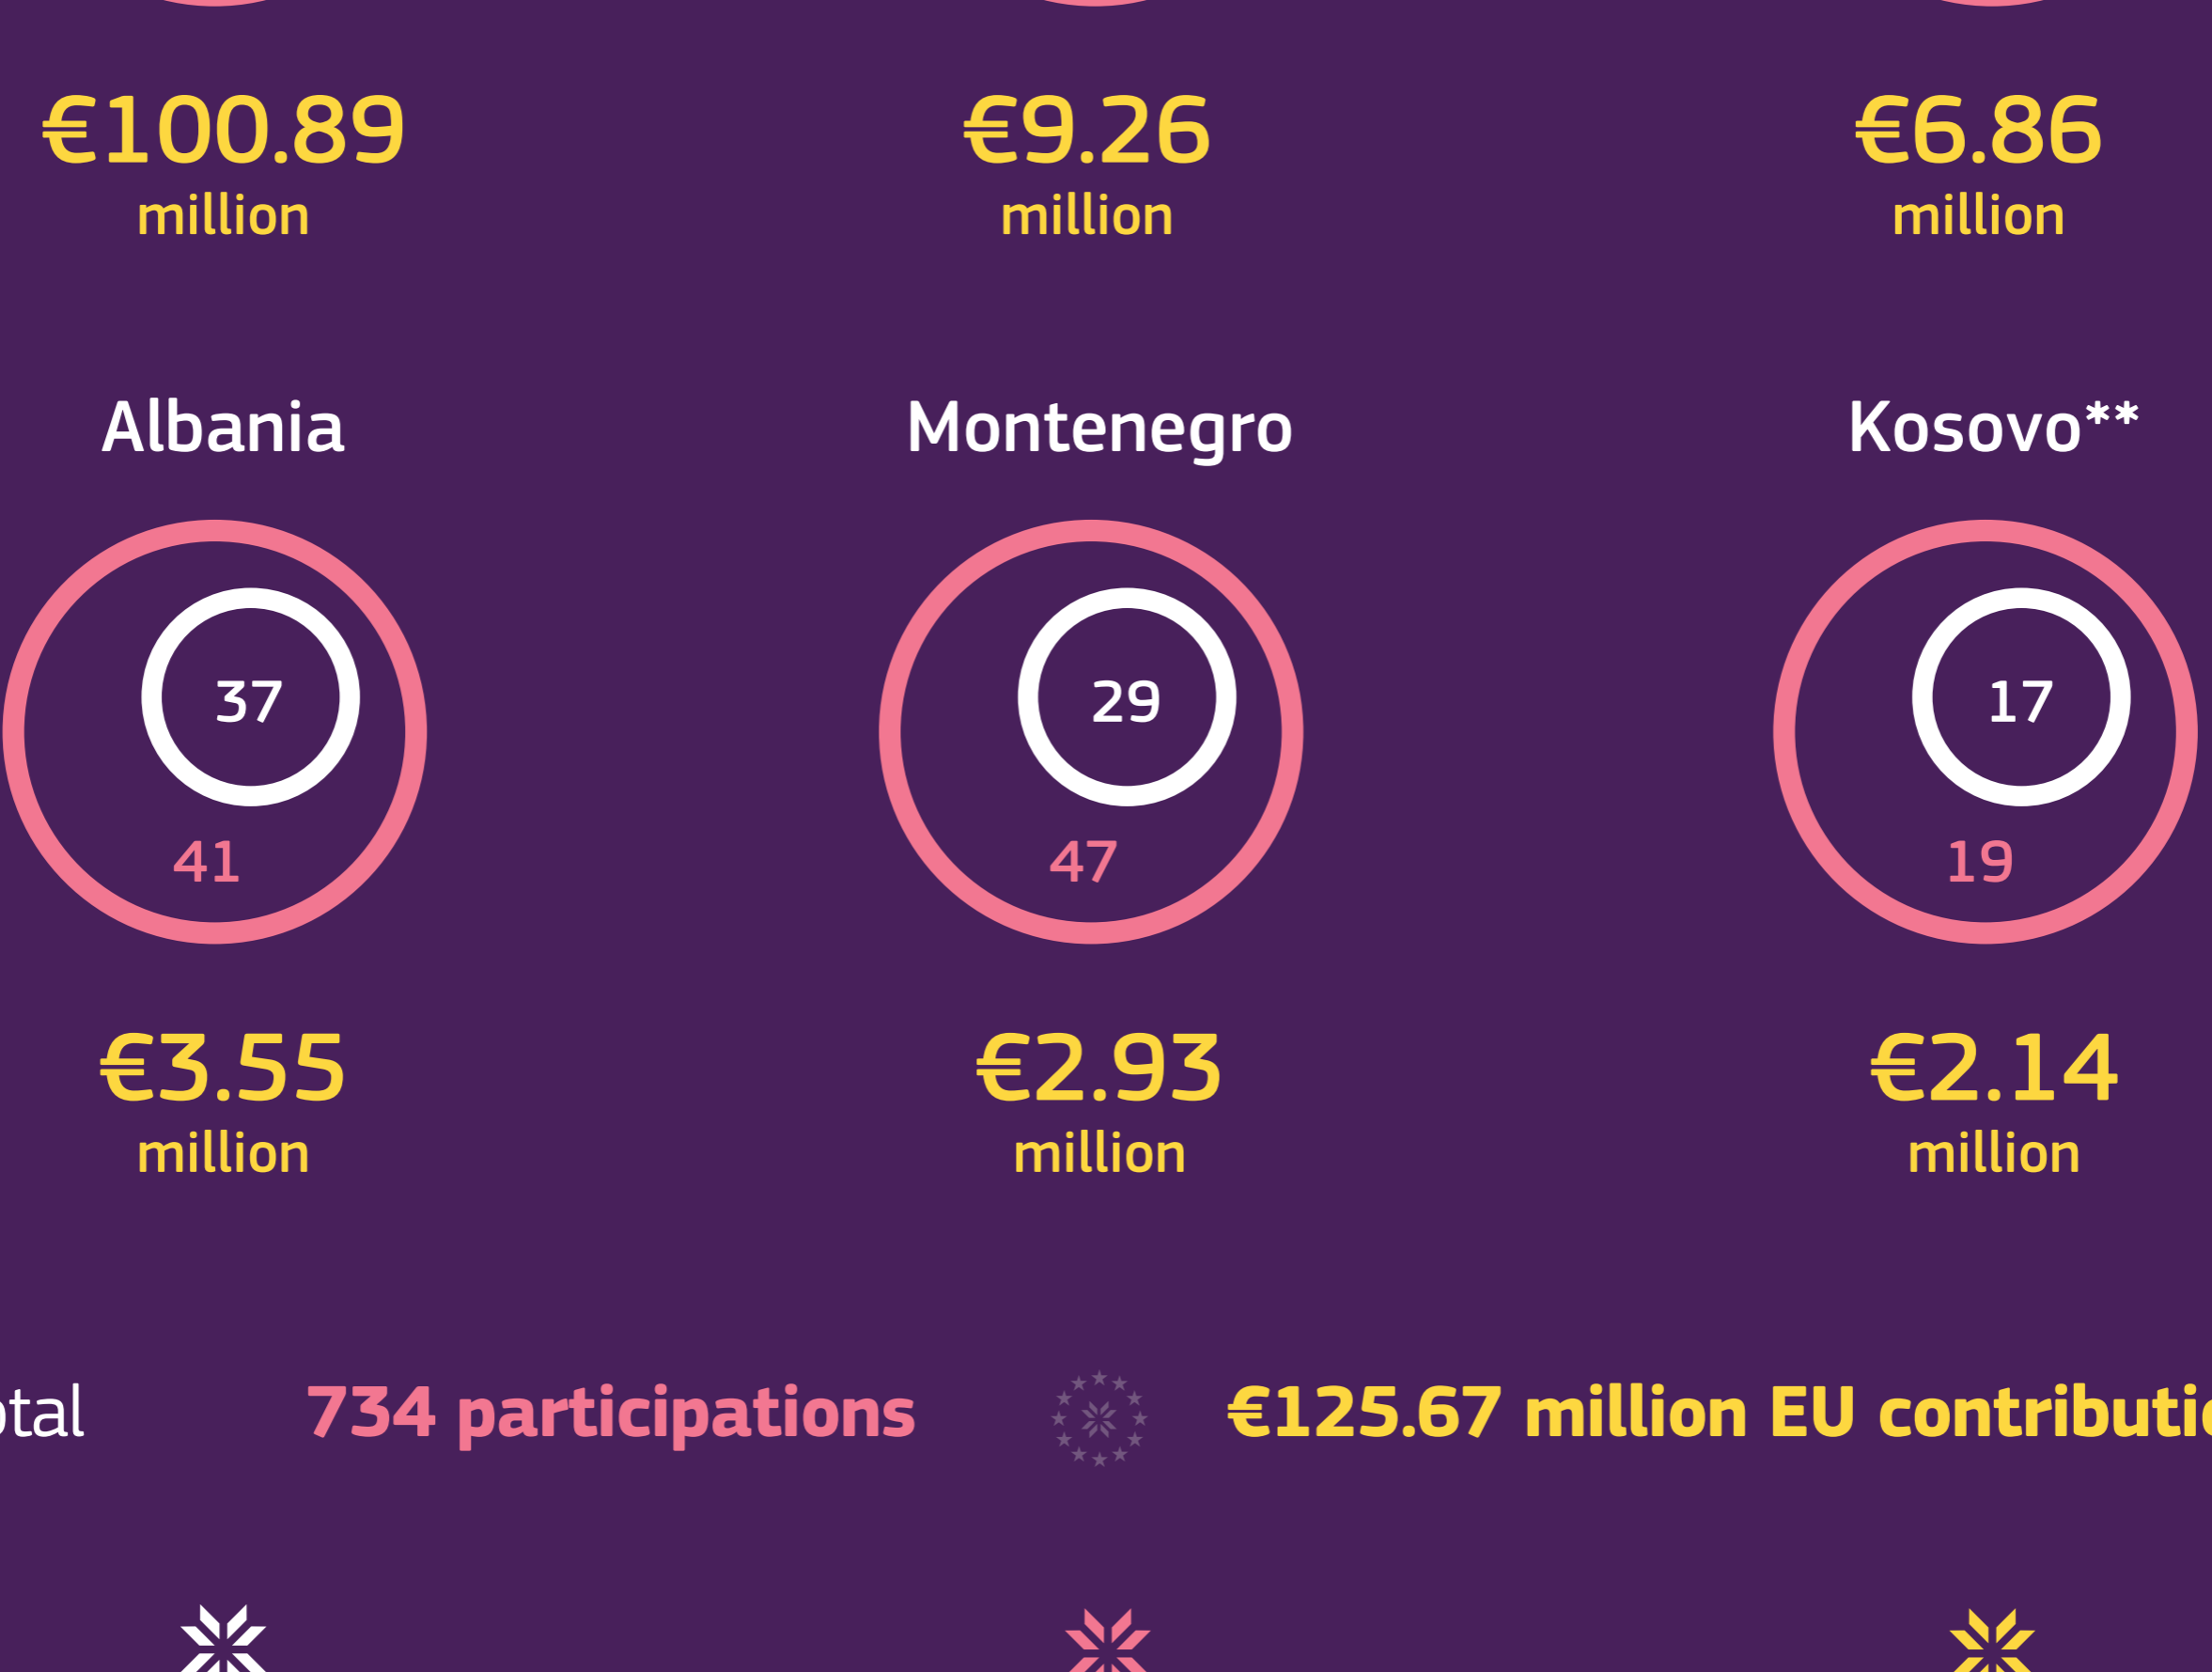 €100.89 €9.26 €6.86
million million million
Albania Montenegro Kosovo**
37 29 17
41 47 19
€3.55 €2.93 €2.14
million million million
734 participations €125.67 million EU